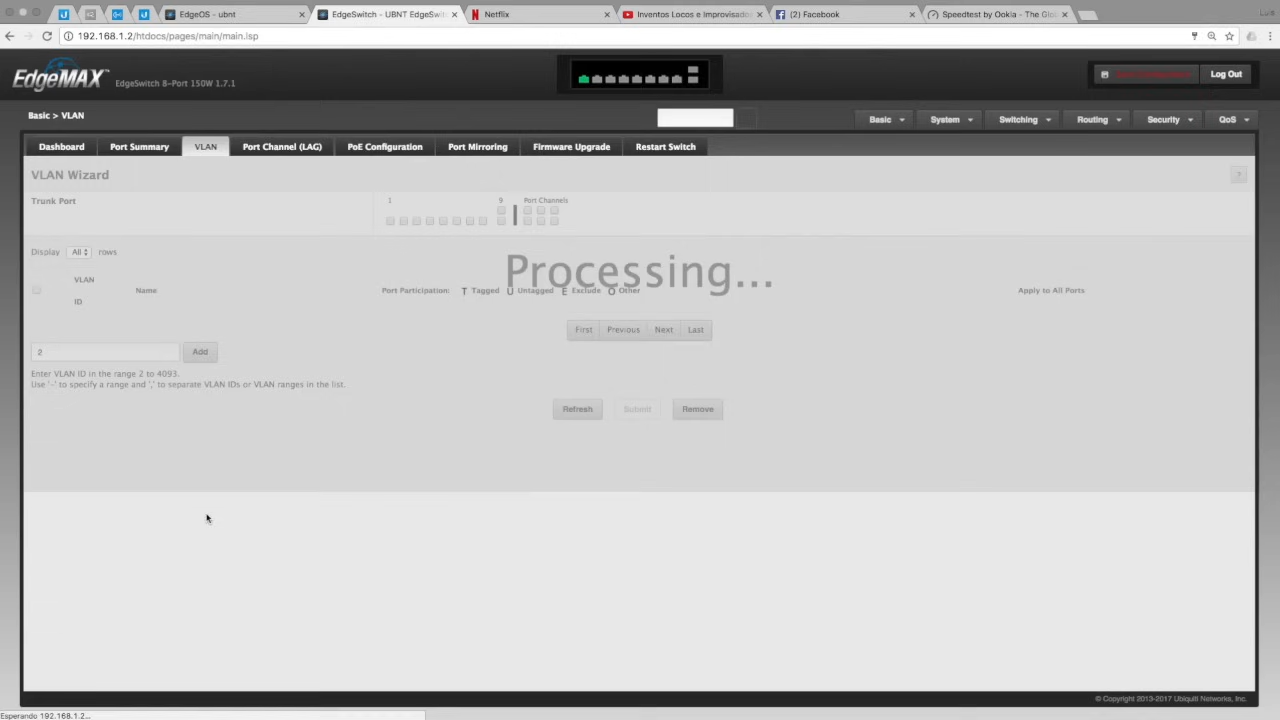 EdgeOS - ubnt
EdgeSwitch - UBNT EdgeSwit
Netflix
Inventos Locos e Improvisado
(2) Facebook
Speedtest by Ookia - The Glo
192.168.1.2/htdocs/pages/main/main.lsp
EdgeMAX™ EdgeSwitch 8-Port 150W 1.7.1
Log Out
Basic > VLAN
Basic System Switching Routing Security QoS
Dashboard Port Summary VLAN Port Channel (LAG) PoE Configuration Port Mirroring Firmware Upgrade Restart Switch
VLAN Wizard ?
Trunk Port 1 9 Port Channels
Display All rows
Processing...
VLAN
ID
Name Port Participation: T Tagged U Untagged E Exclude O Other Apply to All Ports
First Previous Next Last
2 Add
Enter VLAN ID in the range 2 to 4093.
Use '-' to specify a range and ',' to separate VLAN IDs or VLAN ranges in the list.
Refresh Submit Remove
© Copyright 2013-2017 Ubiquiti Networks, Inc.
Esperando 192.168.1.2...